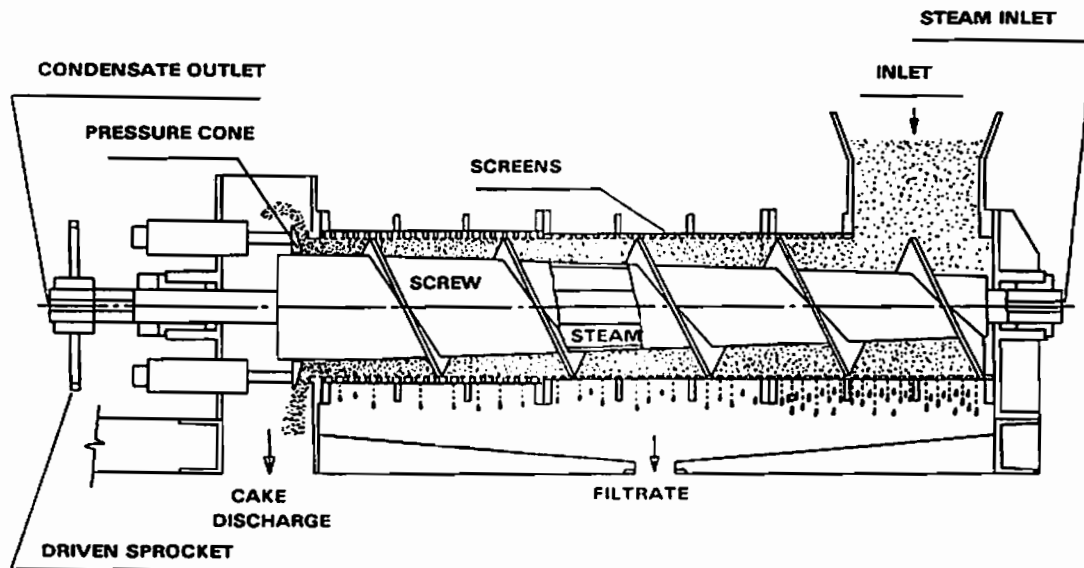 STEAM INLET
CONDENSATE OUTLET
INLET
PRESSURE CONE
SCREENS
SCREW
STEAM
CAKE
DISCHARGE
FILTRATE
DRIVEN SPROCKET